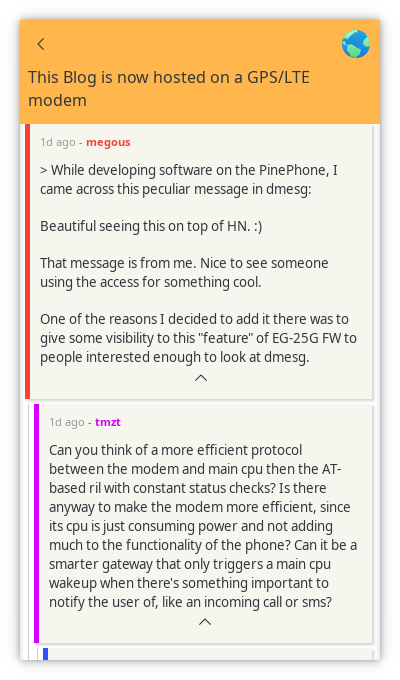 This Blog is now hosted on a GPS/LTE
modem
1d ago - megous
> While developing software on the PinePhone, I
came across this peculiar message in dmesg:
Beautiful seeing this on top of HN. :)
That message is from me. Nice to see someone
using the access for something cool.
One of the reasons I decided to add it there was to
give some visibility to this "feature" of EG-25G FW to
people interested enough to look at dmesg.
1d ago - tmzt
Can you think of a more efficient protocol
between the modem and main cpu then the AT-
based ril with constant status checks? Is there
anyway to make the modem more efficient, since
its cpu is just consuming power and not adding
much to the functionality of the phone? Can it be a
smarter gateway that only triggers a main cpu
wakeup when there's something important to
notify the user of, like an incoming call or sms?